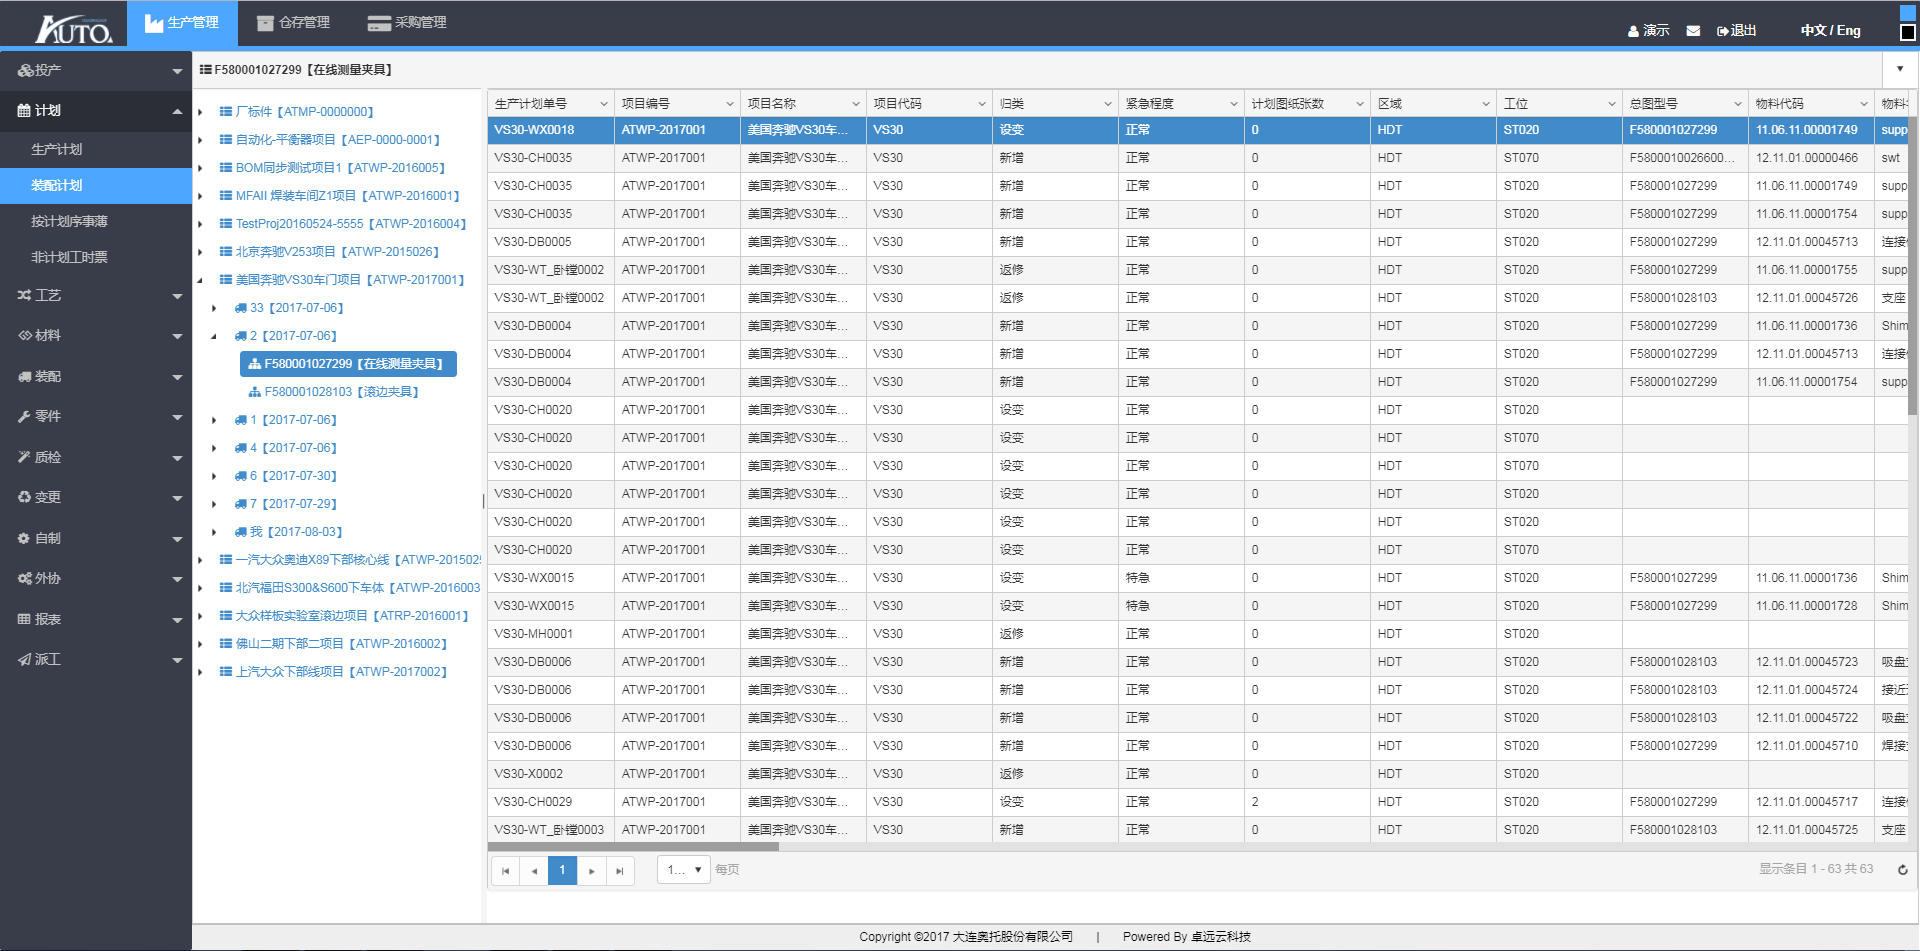 AUTO. 生产管理 仓存管理 采购管理
演示 退出 中文 / Eng
投产
计划
生产计划
装配计划
按计划序事薄
非计划工时票
工艺
材料
装配
零件
质检
变更
自制
外协
报表
派工
F580001027299【在线测量夹具】
厂标件【ATMP-0000000】
自动化-平衡器项目【AEP-0000-0001】
BOM同步测试项目1【ATWP-2016005】
MFAII 焊装车间Z1项目【ATWP-2016001】
TestProj20160524-5555【ATWP-2016004】
北京奔驰V253项目【ATWP-2015026】
美国奔驰VS30车门项目【ATWP-2017001】
33【2017-07-06】
2【2017-07-06】
F580001027299【在线测量夹具】
F580001028103【滚边夹具】
1【2017-07-06】
4【2017-07-06】
6【2017-07-30】
7【2017-07-29】
我【2017-08-03】
一汽大众奥迪X89下部核心线【ATWP-2015025
北汽福田S300&S600下车体【ATWP-2016003
大众样板实验室滚边项目【ATRP-2016001】
佛山二期下部二项目【ATWP-2016002】
上汽大众下部线项目【ATWP-2017002】
生产计划单号 项目编号 项目名称 项目代码 归类 紧急程度 计划图纸张数 区域 工位 总图型号 物料代码 物料
VS30-WX0018 ATWP-2017001 美国奔驰VS30车... VS30 设变 正常 0 HDT ST020 F580001027299 11.06.11.00001749 supp
VS30-CH0035 ATWP-2017001 美国奔驰VS30车... VS30 新增 正常 0 HDT ST070 F5800010026600... 12.11.01.00000466 swt
VS30-CH0035 ATWP-2017001 美国奔驰VS30车... VS30 新增 正常 0 HDT ST020 F580001027299 11.06.11.00001749 supp
VS30-CH0035 ATWP-2017001 美国奔驰VS30车... VS30 新增 正常 0 HDT ST020 F580001027299 11.06.11.00001754 supp
VS30-DB0005 ATWP-2017001 美国奔驰VS30车... VS30 新增 正常 0 HDT ST020 F580001027299 12.11.01.00045713 连接
VS30-WT_卧镗0002 ATWP-2017001 美国奔驰VS30车... VS30 返修 正常 0 HDT ST020 F580001027299 11.06.11.00001755 supp
VS30-WT_卧镗0002 ATWP-2017001 美国奔驰VS30车... VS30 返修 正常 0 HDT ST020 F580001028103 12.11.01.00045726 支座
VS30-DB0004 ATWP-2017001 美国奔驰VS30车... VS30 新增 正常 0 HDT ST020 F580001027299 11.06.11.00001736 Shim
VS30-DB0004 ATWP-2017001 美国奔驰VS30车... VS30 新增 正常 0 HDT ST020 F580001027299 12.11.01.00045713 连接
VS30-DB0004 ATWP-2017001 美国奔驰VS30车... VS30 新增 正常 0 HDT ST020 F580001027299 11.06.11.00001754 supp
VS30-CH0020 ATWP-2017001 美国奔驰VS30车... VS30 设变 正常 0 HDT ST020
VS30-CH0020 ATWP-2017001 美国奔驰VS30车... VS30 设变 正常 0 HDT ST070
VS30-CH0020 ATWP-2017001 美国奔驰VS30车... VS30 设变 正常 0 HDT ST070
VS30-CH0020 ATWP-2017001 美国奔驰VS30车... VS30 设变 正常 0 HDT ST020
VS30-CH0020 ATWP-2017001 美国奔驰VS30车... VS30 设变 正常 0 HDT ST020
VS30-CH0020 ATWP-2017001 美国奔驰VS30车... VS30 设变 正常 0 HDT ST070
VS30-WX0015 ATWP-2017001 美国奔驰VS30车... VS30 设变 特急 0 HDT ST020 F580001027299 11.06.11.00001736 Shim
VS30-WX0015 ATWP-2017001 美国奔驰VS30车... VS30 设变 特急 0 HDT ST020 F580001027299 11.06.11.00001728 Shim
VS30-MH0001 ATWP-2017001 美国奔驰VS30车... VS30 返修 正常 0 HDT ST020
VS30-DB0006 ATWP-2017001 美国奔驰VS30车... VS30 新增 正常 0 HDT ST020 F580001028103 12.11.01.00045723 吸盘
VS30-DB0006 ATWP-2017001 美国奔驰VS30车... VS30 新增 正常 0 HDT ST020 F580001028103 12.11.01.00045724 接近
VS30-DB0006 ATWP-2017001 美国奔驰VS30车... VS30 新增 正常 0 HDT ST020 F580001028103 12.11.01.00045722 吸盘
VS30-DB0006 ATWP-2017001 美国奔驰VS30车... VS30 新增 正常 0 HDT ST020 F580001027299 12.11.01.00045710 焊接
VS30-X0002 ATWP-2017001 美国奔驰VS30车... VS30 返修 正常 0 HDT ST020
VS30-CH0029 ATWP-2017001 美国奔驰VS30车... VS30 设变 正常 2 HDT ST020 F580001027299 12.11.01.00045717 连接
VS30-WT_卧镗0003 ATWP-2017001 美国奔驰VS30车... VS30 新增 正常 0 HDT ST020 F580001028103 12.11.01.00045725 支座
1 1... 每页 显示条目 1 - 63 共 63
Copyright ©2017 大连奥托股份有限公司 | Powered By 卓远云科技